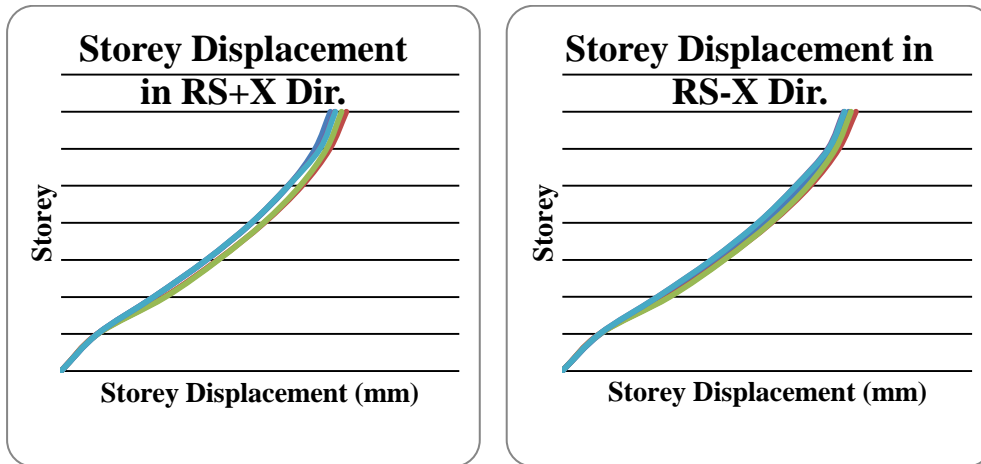 Storey Displacement
in RS+X Dir.
Storey
Storey Displacement (mm)
Storey Displacement in
RS-X Dir.
Storey
Storey Displacement (mm)